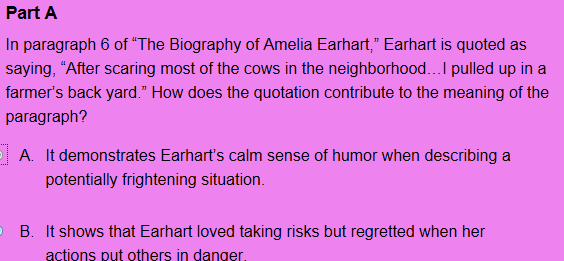 Part A
In paragraph 6 of “The Biography of Amelia Earhart,” Earhart is quoted as
saying, “After scaring most of the cows in the neighborhood…I pulled up in a
farmer’s back yard.” How does the quotation contribute to the meaning of the
paragraph?
A. It demonstrates Earhart’s calm sense of humor when describing a
potentially frightening situation.
B. It shows that Earhart loved taking risks but regretted when her
actions put others in danger.